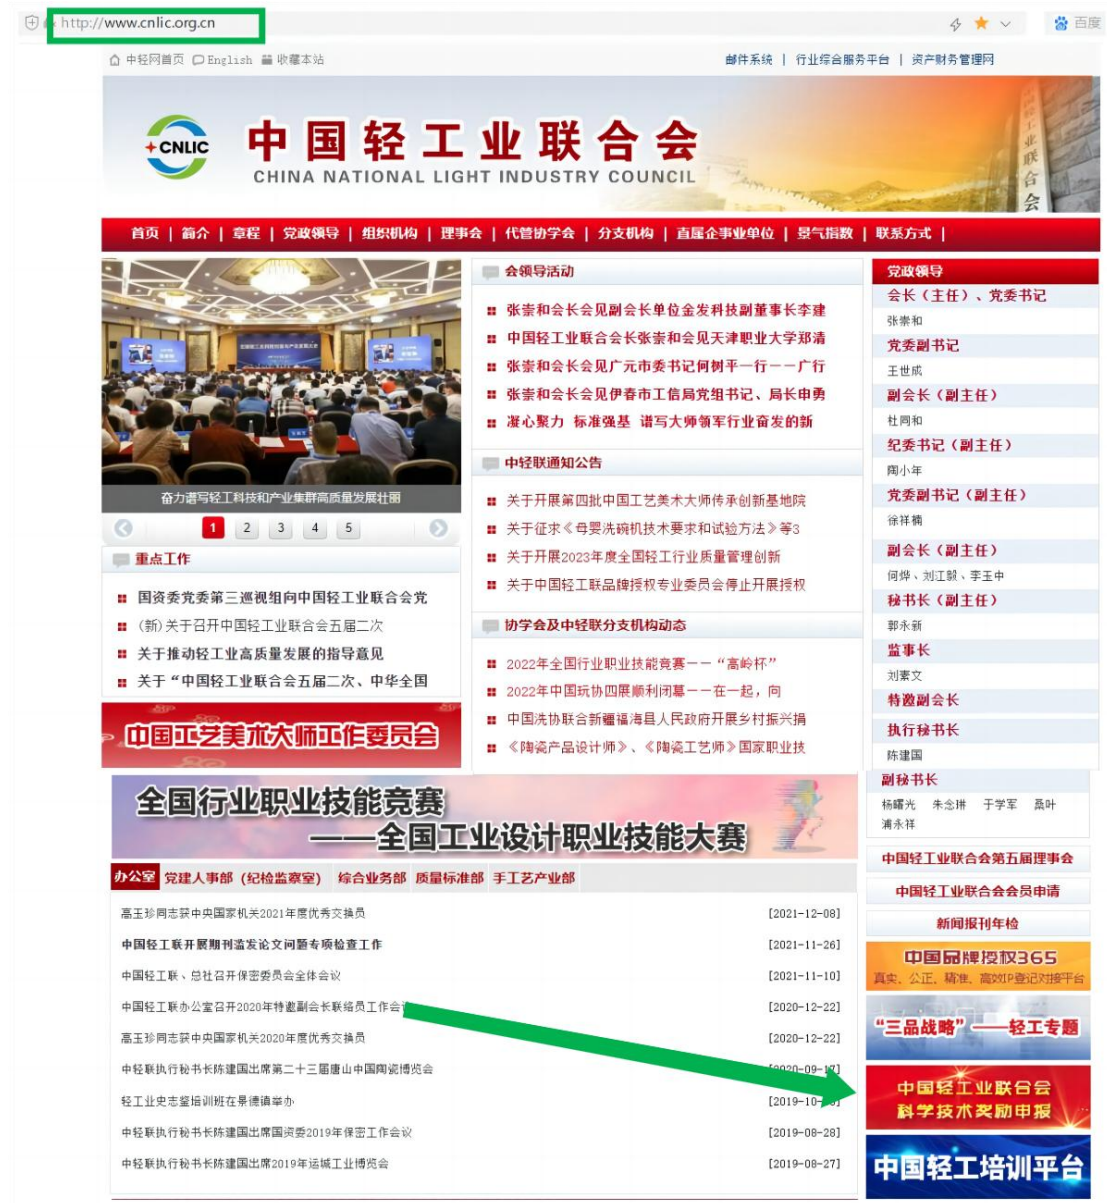 http://www.cnlic.org.cn
百度
中轻网首页 English 收藏本站
邮件系统 | 行业综合服务平台 | 资产财务管理网
CNLIC
中国轻工业联合会
CHINA NATIONAL LIGHT INDUSTRY COUNCIL
轻工业联合会
首页 | 简介 | 章程 | 党政领导 | 组织机构 | 理事会 | 代管协学会 | 分支机构 | 直属企事业单位 | 景气指数 | 联系方式 |
奋力谱写轻工科技和产业集群高质量发展壮丽
1 2 3 4 5
重点工作
国资委党委第三巡视组向中国轻工业联合会党
(新)关于召开中国轻工业联合会五届二次
关于推动轻工业高质量发展的指导意见
关于“中国轻工业联合会五届二次、中华全国
中国工艺美术大师工作委员会
会领导活动
张崇和会长会见副会长单位金发科技副董事长李建
中国轻工业联合会长张崇和会见天津职业大学郑清
张崇和会长会见广元市委书记何树平一行——广行
张崇和会长会见伊春市工信局党组书记、局长申勇
凝心聚力 标准强基 谱写大师领军行业奋发的新
中轻联通知公告
关于开展第四批中国工艺美术大师传承创新基地院
关于征求《母婴洗碗机技术要求和试验方法》等3
关于开展2023年度全国轻工行业质量管理创新
关于中国轻工联品牌授权专业委员会停止开展授权
协学会及中轻联分支机构动态
2022年全国行业职业技能竞赛——“高岭杯”
2022年中国玩协四展顺利闭幕——在一起，向
中国洗协联合新疆福海县人民政府开展乡村振兴捐
《陶瓷产品设计师》、《陶瓷工艺师》国家职业技
党政领导
会长（主任）、党委书记
张崇和
党委副书记
王世成
副会长（副主任）
杜同和
纪委书记（副主任）
陶小年
党委副书记（副主任）
徐祥楠
副会长（副主任）
何烨、刘江毅、李玉中
秘书长（副主任）
郭永新
监事长
刘素文
特邀副会长
执行秘书长
陈建国
副秘书长
杨曙光 朱念琳 于学军 聂叶
浦永祥
全国行业职业技能竞赛
——全国工业设计职业技能大赛
办公室 党建人事部（纪检监察室） 综合业务部 质量标准部 手工艺产业部
高玉珍同志获中央国家机关2021年度优秀交换员 [2021-12-08]
中国轻工联开展期刊滥发论文问题专项检查工作 [2021-11-26]
中国轻工联、总社召开保密委员会全体会议 [2021-11-10]
中国轻工联办公室召开2020年特邀副会长联络员工作会 [2020-12-22]
高玉珍同志获中央国家机关2020年度优秀交换员 [2020-12-22]
中轻联执行秘书长陈建国出席第二十三届唐山中国陶瓷博览会 [2020-09-17]
轻工业史志鉴培训班在景德镇举办 [2019-10-
中轻联执行秘书长陈建国出席国资委2019年保密工作会议 [2019-08-28]
中轻联执行秘书长陈建国出席2019年运城工业博览会 [2019-08-27]
中国轻工业联合会第五届理事会
中国轻工业联合会会员申请
新闻报刊年检
中国品牌授权365
真实、公正、精准、高效IP登记对接平台
“三品战略”——轻工专题
中国轻工业联合会
科学技术奖励申报
中国轻工培训平台